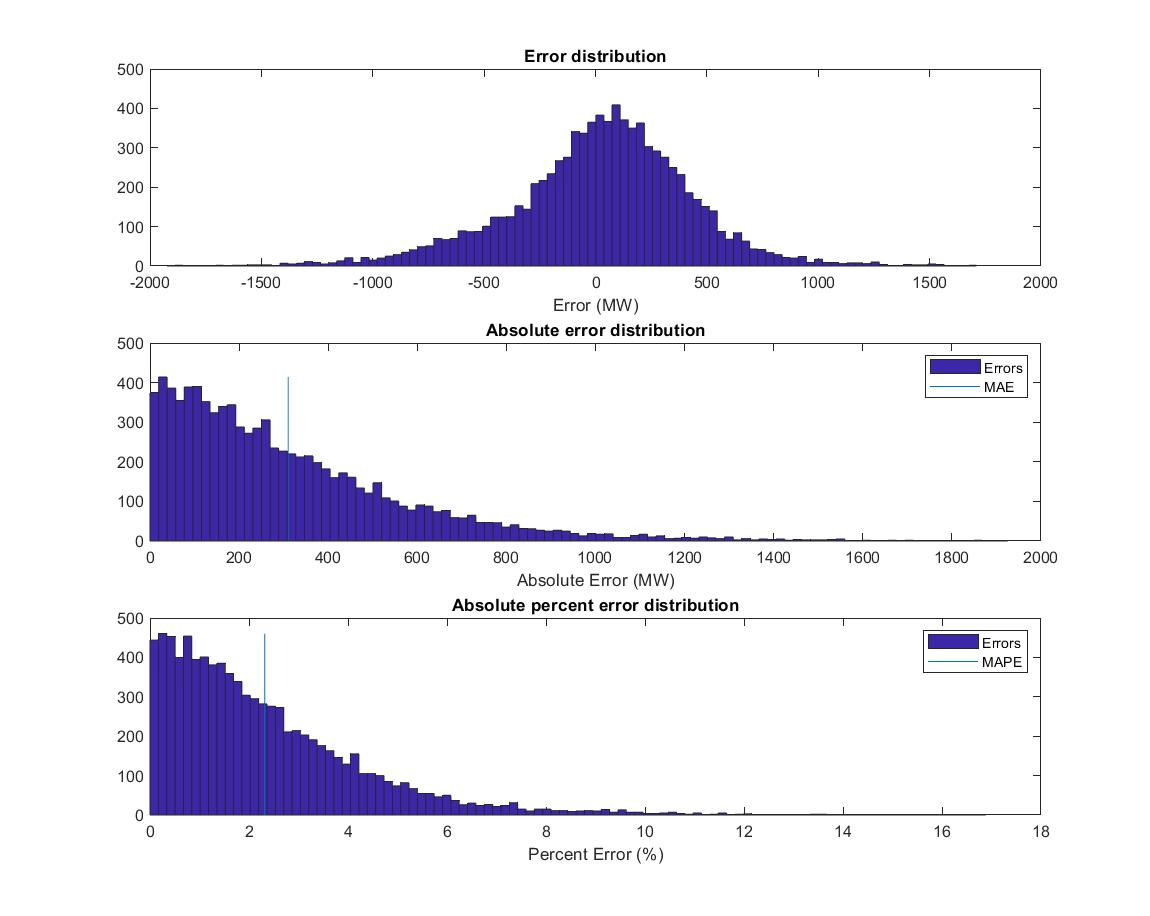 Error distribution
500
400
300
200
100
0
-2000 -1500 -1000 -500 0 500 1000 1500 2000
Error (MW)
Absolute error distribution
500
400
300
200
100
0
Errors
MAE
0 200 400 600 800 1000 1200 1400 1600 1800 2000
Absolute Error (MW)
Absolute percent error distribution
500
400
300
200
100
0
Errors
MAPE
0 2 4 6 8 10 12 14 16 18
Percent Error (%)